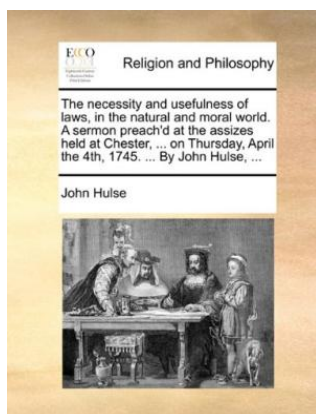 ECCO
Religion and Philosophy
The necessity and usefulness of
laws, in the natural and moral world.
A sermon preach'd at the assizes
held at Chester, ... on Thursday, April
the 4th, 1745. ... By John Hulse, ...
John Hulse